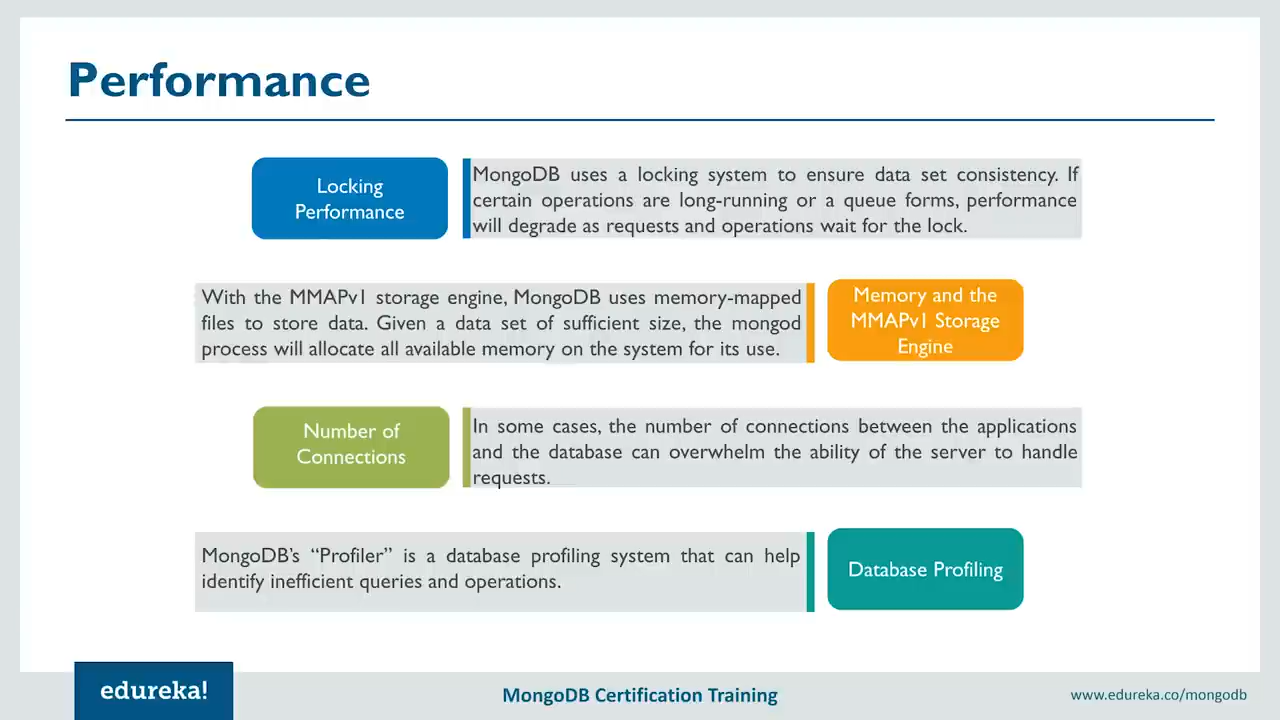 Performance
Locking
Performance
MongoDB uses a locking system to ensure data set consistency. If
certain operations are long-running or a queue forms, performance
will degrade as requests and operations wait for the lock.
With the MMAPv1 storage engine, MongoDB uses memory-mapped
files to store data. Given a data set of sufficient size, the mongod
process will allocate all available memory on the system for its use.
Memory and the
MMAPv1 Storage
Engine
Number of
Connections
In some cases, the number of connections between the applications
and the database can overwhelm the ability of the server to handle
requests.
MongoDB's “Profiler” is a database profiling system that can help
identify inefficient queries and operations.
Database Profiling
edureka!
MongoDB Certification Training
www.edureka.co/mongodb